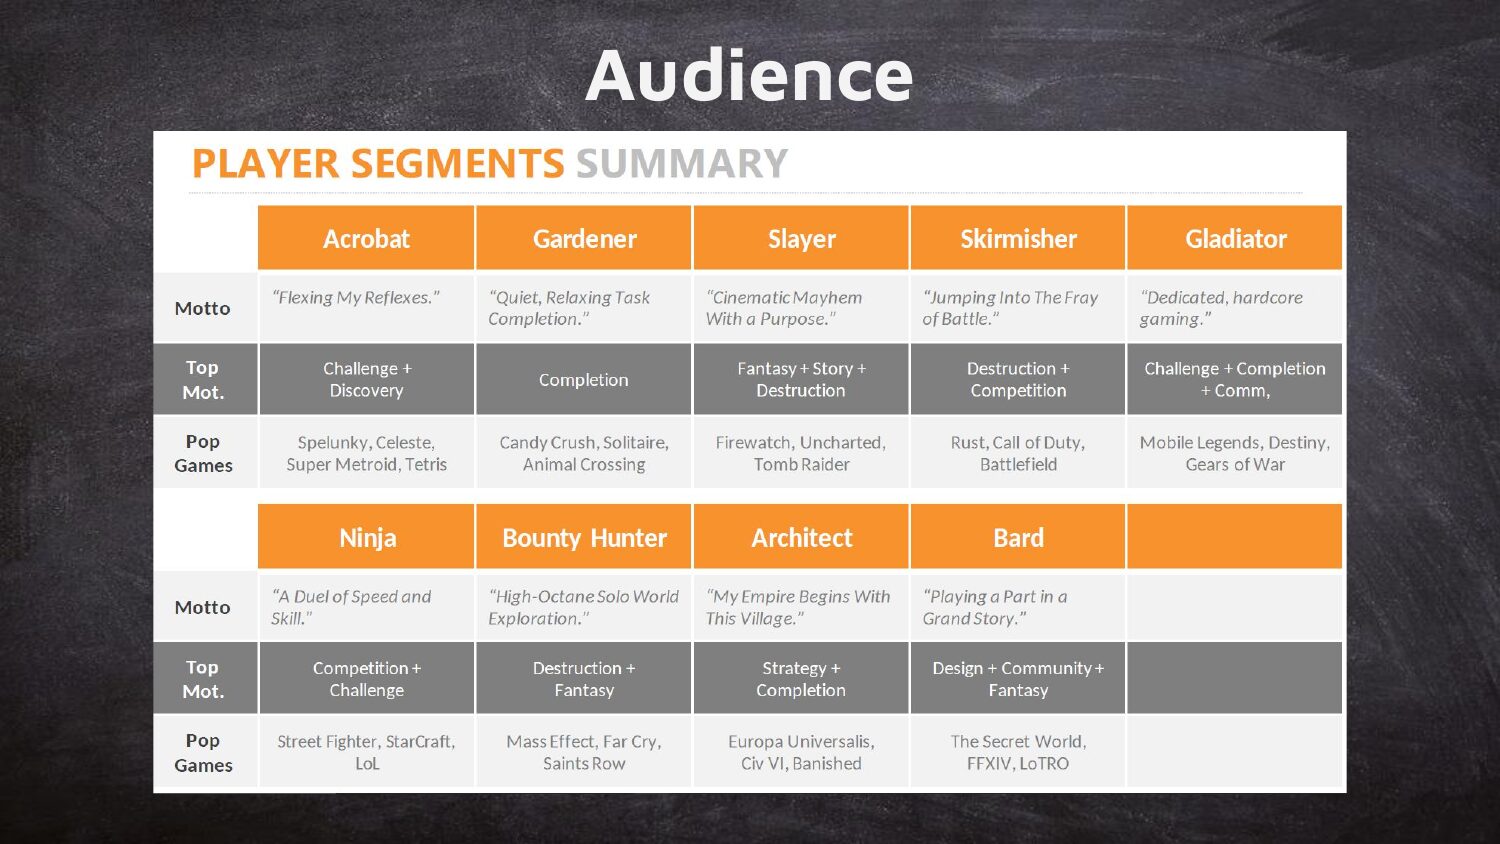 Audience
PLAYER SEGMENTS SUMMARY
Acrobat Gardener Slayer Skirmisher Gladiator
Motto
“Flexing My Reflexes.”
“Quiet, Relaxing Task
Completion.”
“Cinematic Mayhem
With a Purpose.”
“Jumping Into The Fray
of Battle.”
“Dedicated, hardcore
gaming.”
Top
Mot.
Challenge +
Discovery
Completion
Fantasy + Story +
Destruction
Destruction +
Competition
Challenge + Completion
+ Comm,
Pop
Games
Spelunky, Celeste,
Super Metroid, Tetris
Candy Crush, Solitaire,
Animal Crossing
Firewatch, Uncharted,
Tomb Raider
Rust, Call of Duty,
Battlefield
Mobile Legends, Destiny,
Gears of War
Ninja Bounty Hunter Architect Bard
Motto
“A Duel of Speed and
Skill.”
“High-Octane Solo World
Exploration.”
“My Empire Begins With
This Village.”
“Playing a Part in a
Grand Story.”
Top
Mot.
Competition +
Challenge
Destruction +
Fantasy
Strategy +
Completion
Design + Community +
Fantasy
Pop
Games
Street Fighter, StarCraft,
LoL
Mass Effect, Far Cry,
Saints Row
Europa Universalis,
Civ VI, Banished
The Secret World,
FFXIV, LoTRO